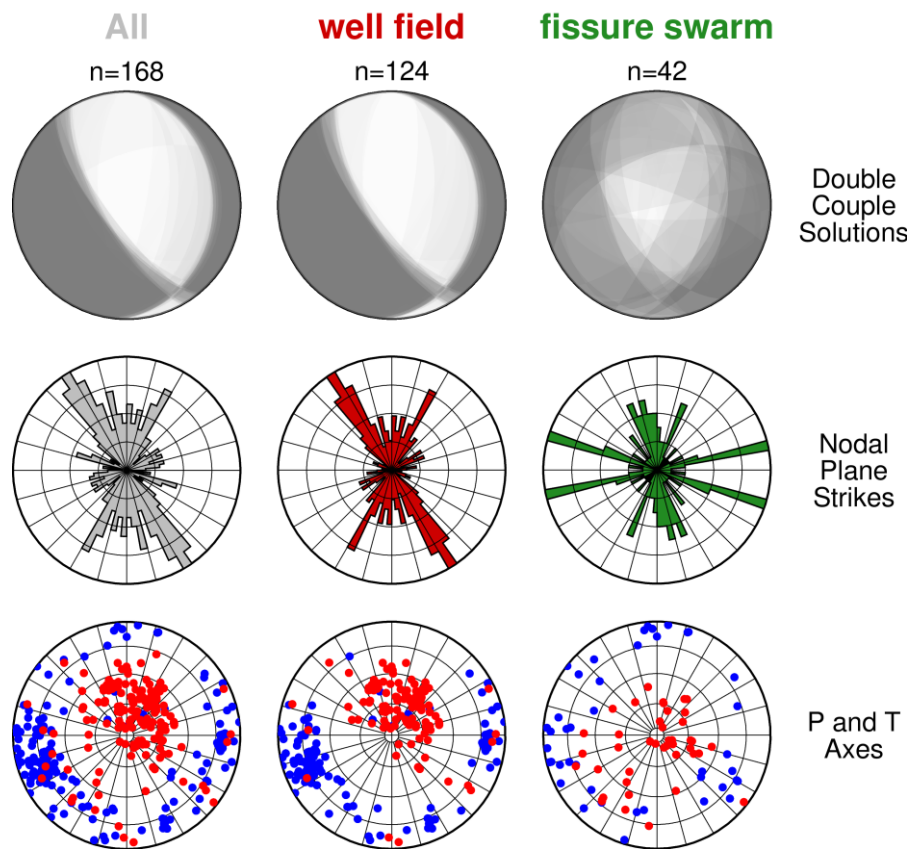 All
well field
fissure swarm
n=168
n=124
n=42
Double
Couple
Solutions
Nodal
Plane
Strikes
P and T
Axes